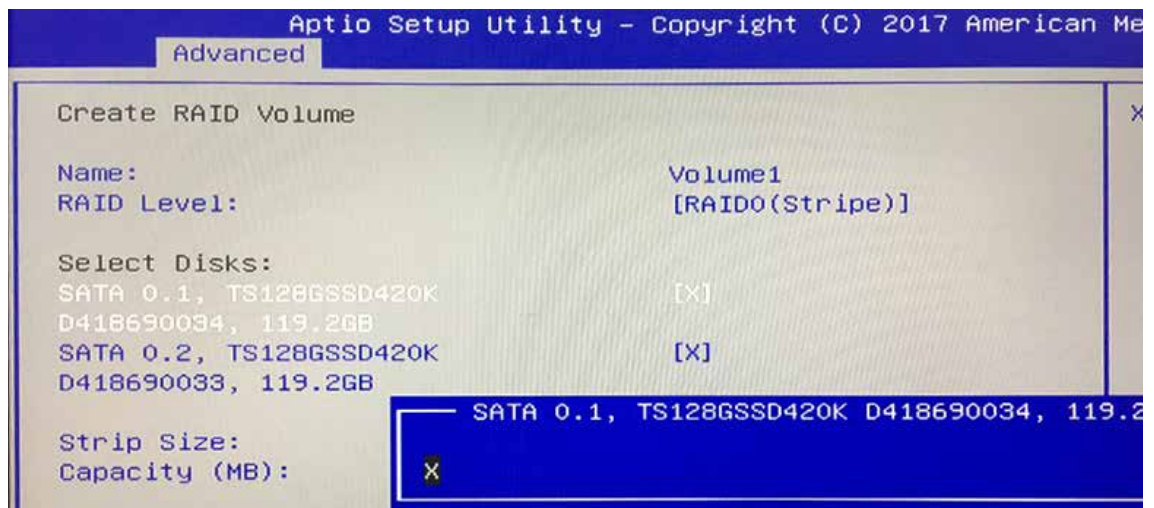 Aptio Setup Utility – Copyright (C) 2017 American Me
Advanced
Create RAID Volume
X
Name: Volume1
RAID Level: [RAID0(Stripe)]
Select Disks:
SATA 0.1, TS128GSSD420K [X]
D418690034, 119.2GB
SATA 0.2, TS128GSSD420K [X]
D418690033, 119.2GB
SATA 0.1, TS128GSSD420K D418690034, 119.2
Strip Size:
Capacity (MB):
X